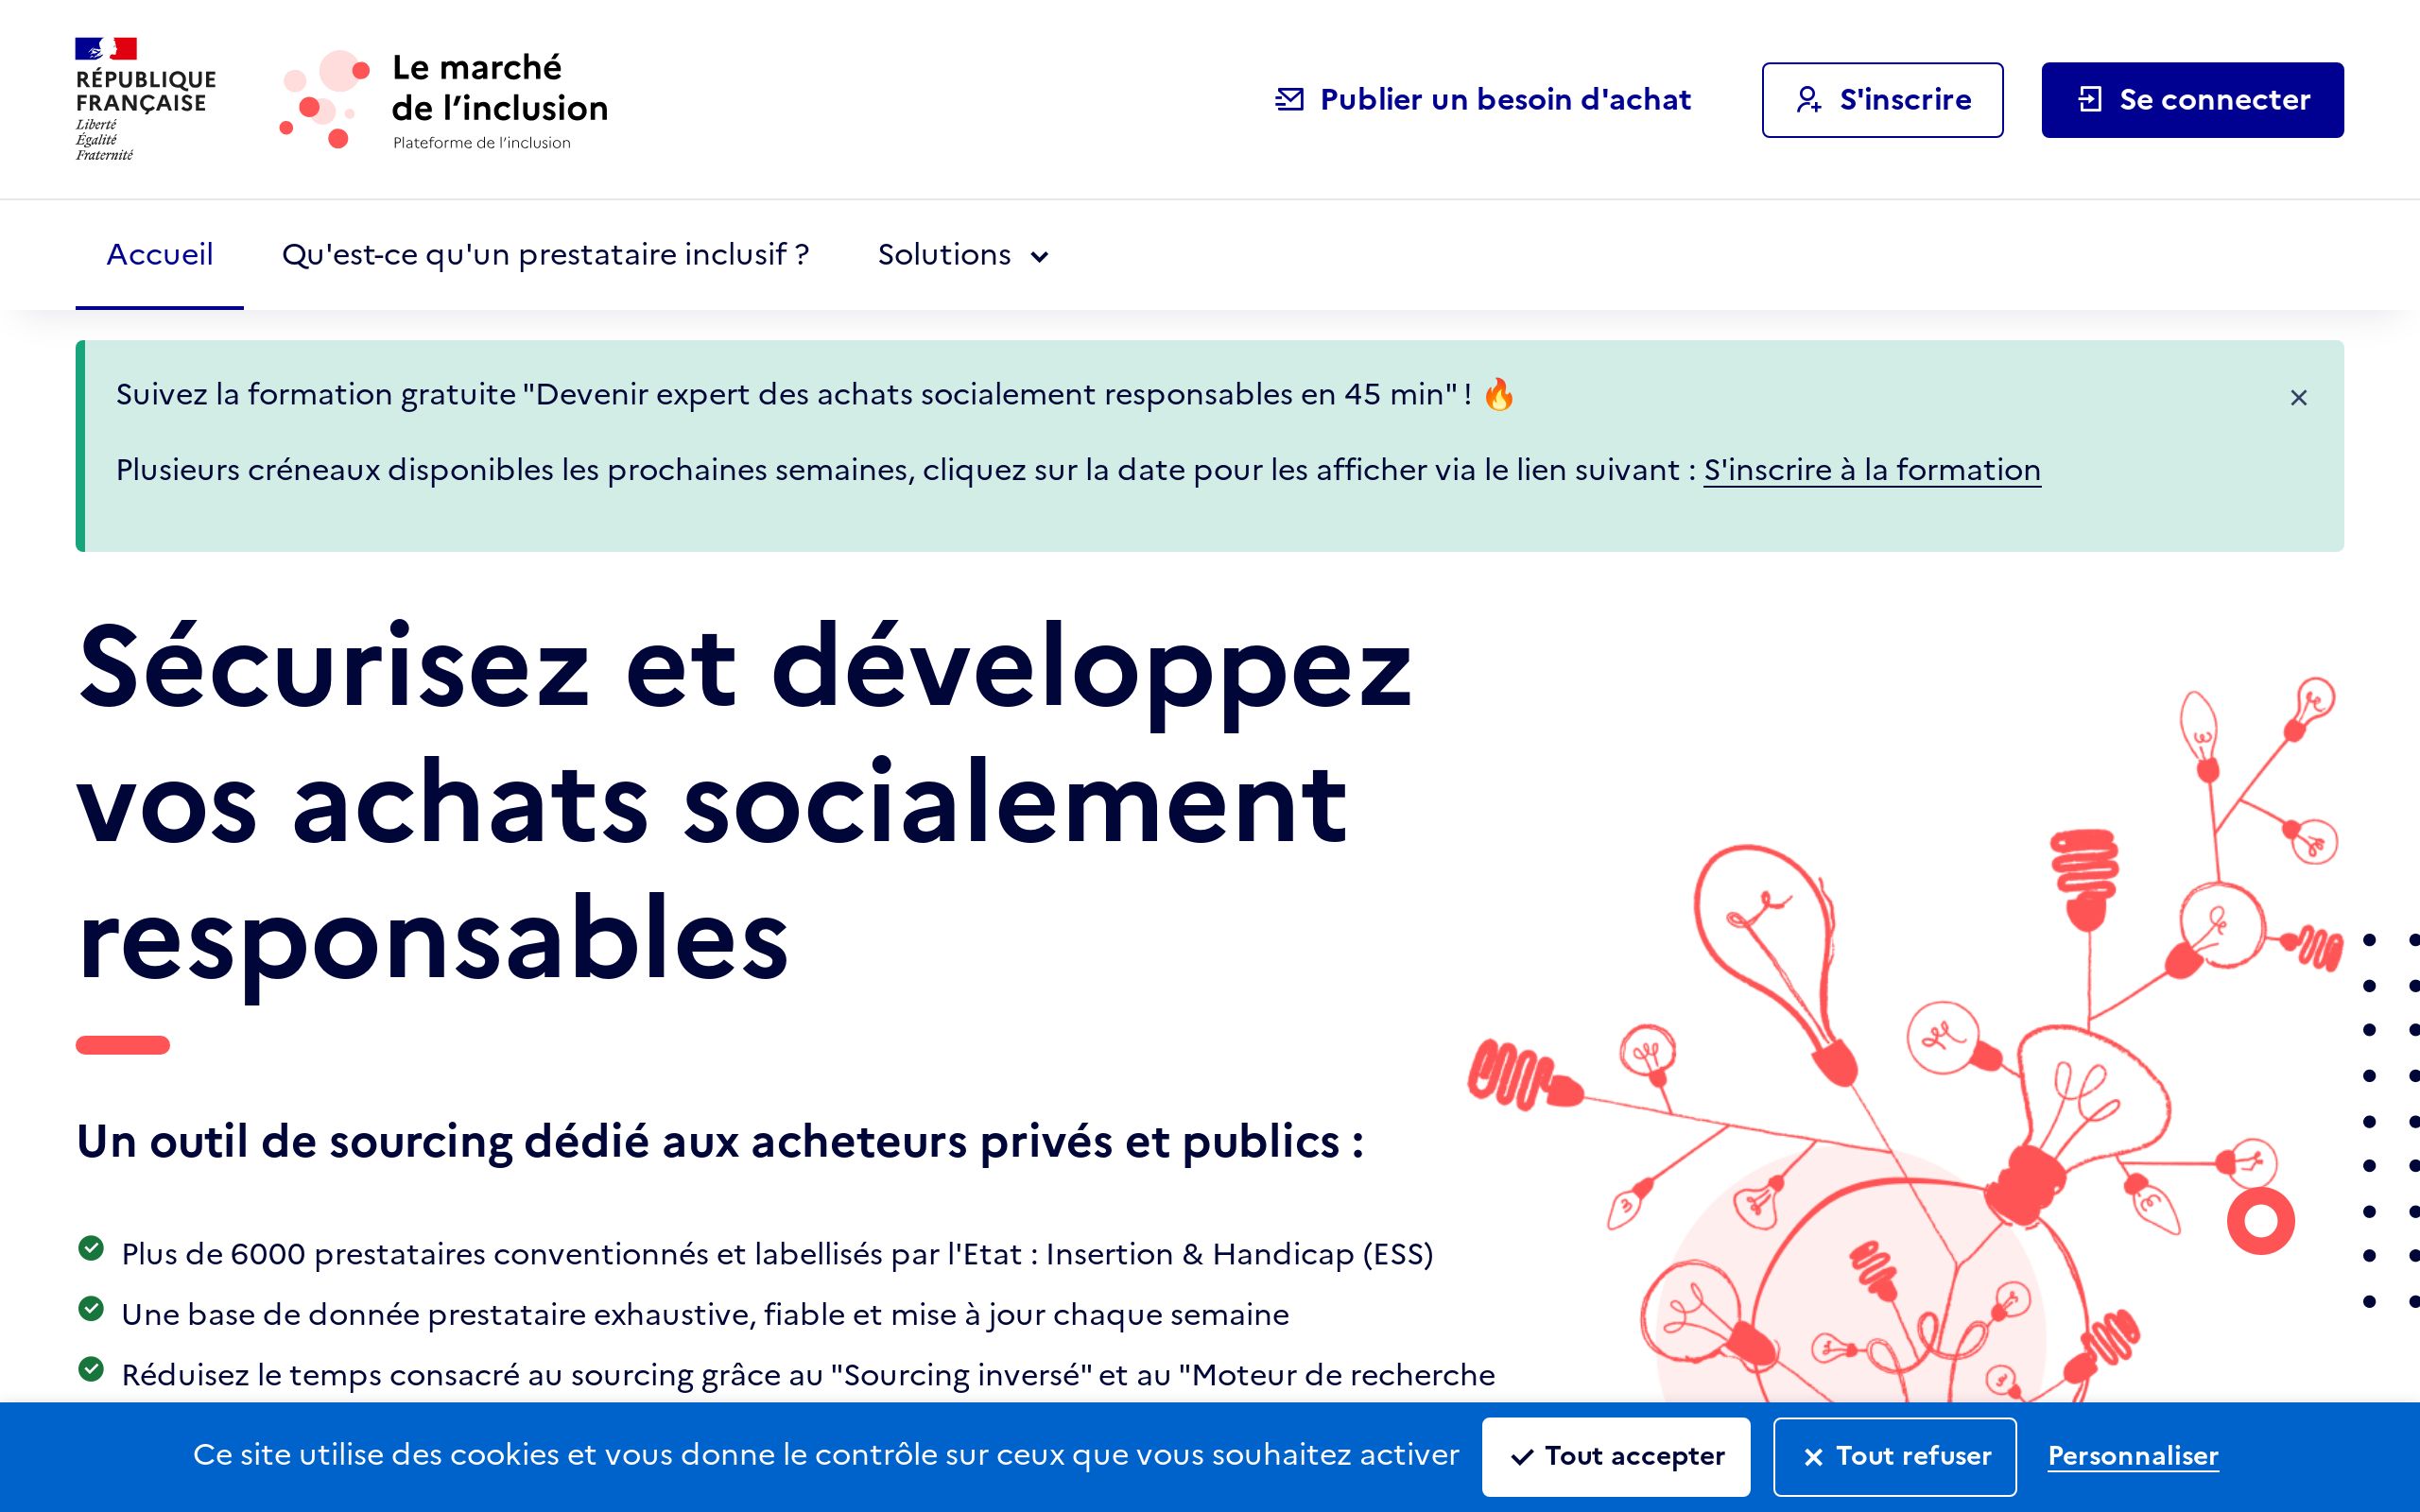 RÉPUBLIQUE
FRANÇAISE
Liberté
Égalité
Fraternité
Le marché
de l'inclusion
Plateforme de l'inclusion
Publier un besoin d'achat
S'inscrire
Se connecter
Accueil
Qu'est-ce qu'un prestataire inclusif ?
Solutions
Suivez la formation gratuite "Devenir expert des achats socialement responsables en 45 min" ! 🔥
Plusieurs créneaux disponibles les prochaines semaines, cliquez sur la date pour les afficher via le lien suivant : S'inscrire à la formation
Sécurisez et développez
vos achats socialement
responsables
Un outil de sourcing dédié aux acheteurs privés et publics :
Plus de 6000 prestataires conventionnés et labellisés par l'Etat : Insertion & Handicap (ESS)
Une base de donnée prestataire exhaustive, fiable et mise à jour chaque semaine
Réduisez le temps consacré au sourcing grâce au "Sourcing inversé" et au "Moteur de recherche
Ce site utilise des cookies et vous donne le contrôle sur ceux que vous souhaitez activer
Tout accepter
Tout refuser
Personnaliser